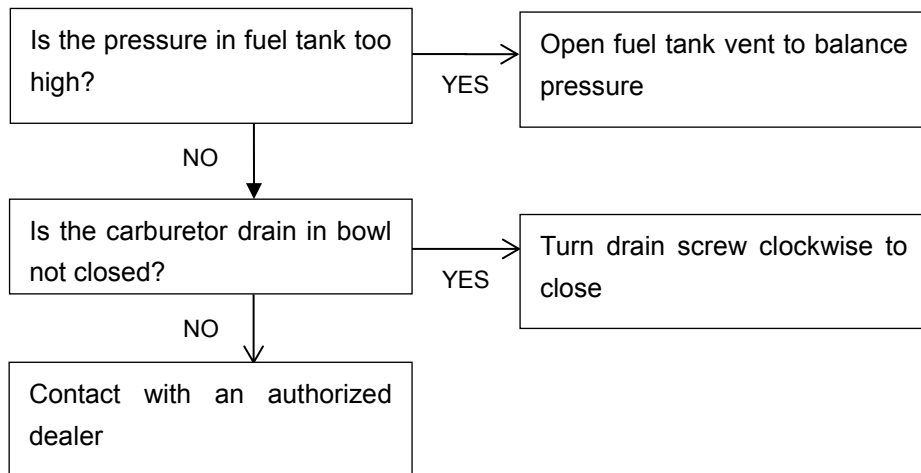 Is the pressure in fuel tank too
high?
YES
Open fuel tank vent to balance
pressure
NO
Is the carburetor drain in bowl
not closed?
YES
Turn drain screw clockwise to
close
NO
Contact with an authorized
dealer